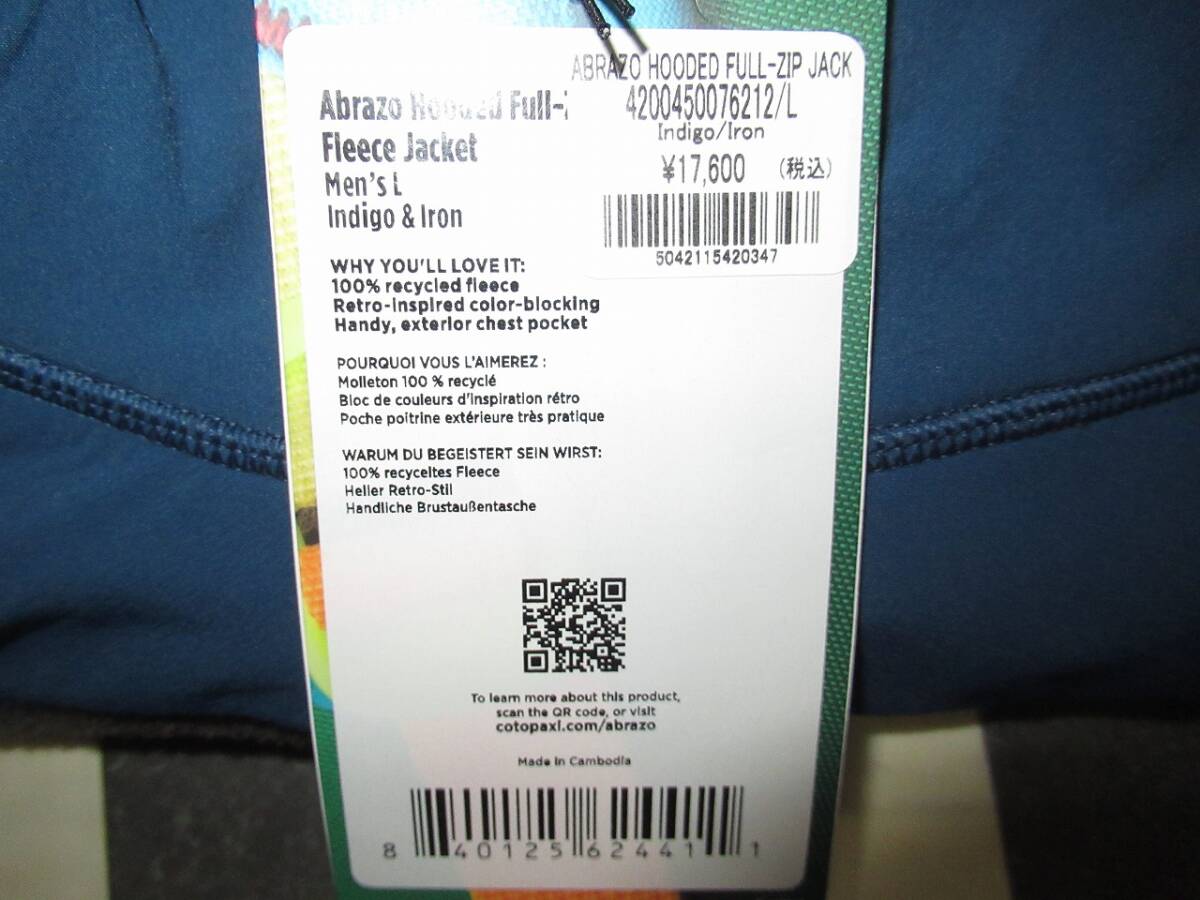 ABRAZO HOODED FULL-ZIP JACK
4200450076212/L
Indigo/Iron
¥17,600 (税込)
5042115420347
Abrazo Hooded Full-
Fleece Jacket
Men's L
Indigo & Iron
WHY YOU'LL LOVE IT:
100% recycled fleece
Retro-inspired color-blocking
Handy, exterior chest pocket
POURQUOI VOUS L'AIMEREZ :
Molleton 100 % recyclé
Bloc de couleurs d'inspiration rétro
Poche poitrine extérieure très pratique
WARUM DU BEGEISTERT SEIN WIRST:
100% recyceltes Fleece
Heller Retro-Stil
Handliche Brustaußentasche
To learn more about this product,
scan the QR code, or visit
cotopaxi.com/abrazo
Made in Cambodia
8 40125 62441 1